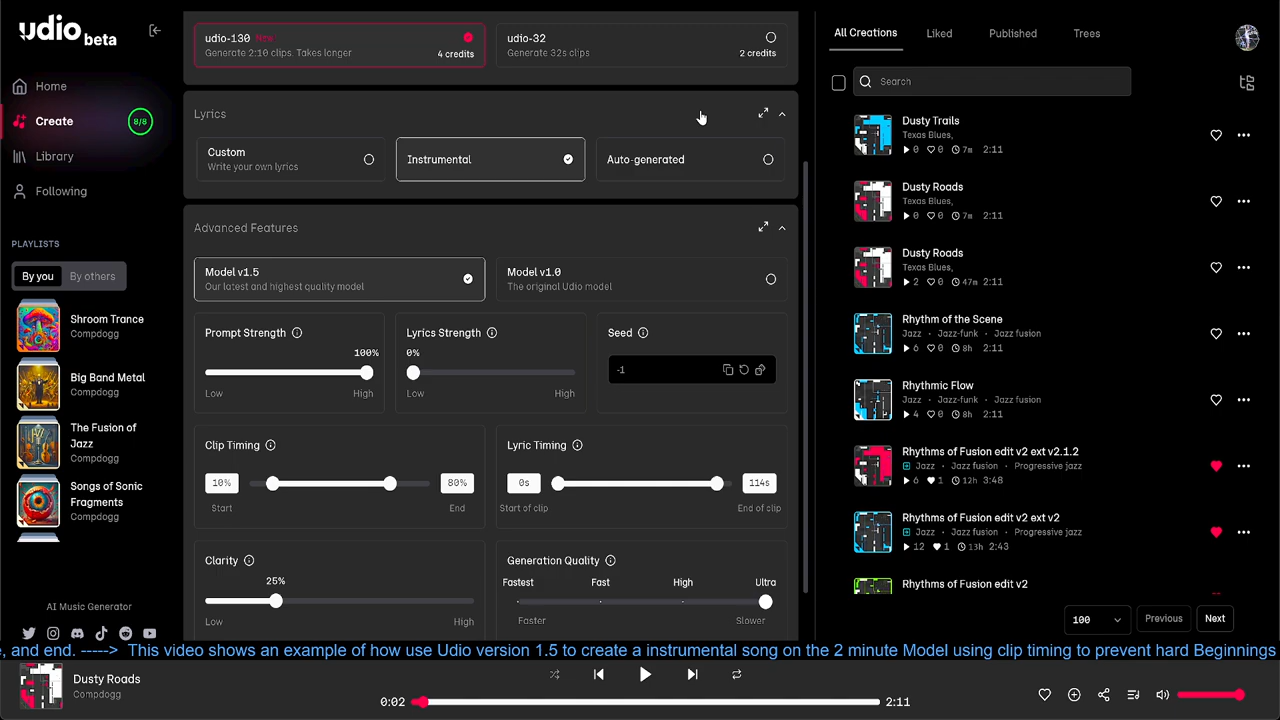 udio beta
Home
Create
8/8
Library
Following
PLAYLISTS
By you
By others
Shroom Trance
Compdogg
Big Band Metal
Compdogg
The Fusion of
Jazz
Compdogg
Songs of Sonic
Fragments
Compdogg
AI Music Generator
udio-130 New
Generate 2:10 clips. Takes longer
4 credits
udio-32
Generate 32s clips
2 credits
Lyrics
Custom
Write your own lyrics
Instrumental
Auto-generated
Advanced Features
Model v1.5
Our latest and highest quality model
Model v1.0
The original Udio model
Prompt Strength
100%
Low
High
Lyrics Strength
0%
Low
High
Seed
-1
Clip Timing
10%
80%
Start
End
Lyric Timing
0s
114s
Start of clip
End of clip
Clarity
25%
Low
High
Generation Quality
Fastest
Fast
High
Ultra
Faster
Slower
All Creations
Liked
Published
Trees
Search
Dusty Trails
Texas Blues,
0 0 7m 2:11
Dusty Roads
Texas Blues,
0 0 7m 2:11
Dusty Roads
Texas Blues,
2 0 47m 2:11
Rhythm of the Scene
Jazz · Jazz-funk · Jazz fusion
6 0 8h 2:11
Rhythmic Flow
Jazz · Jazz-funk · Jazz fusion
4 0 8h 2:11
Rhythms of Fusion edit v2 ext v2.1.2
Jazz · Jazz fusion · Progressive jazz
6 1 12h 3:48
Rhythms of Fusion edit v2 ext v2
Jazz · Jazz fusion · Progressive jazz
12 1 13h 2:43
Rhythms of Fusion edit v2
100
Previous
Next
e, and end. -----> This video shows an example of how use Udio version 1.5 to create a instrumental song on the 2 minute Model using clip timing to prevent hard Beginnings
Dusty Roads
Compdogg
0:02
2:11